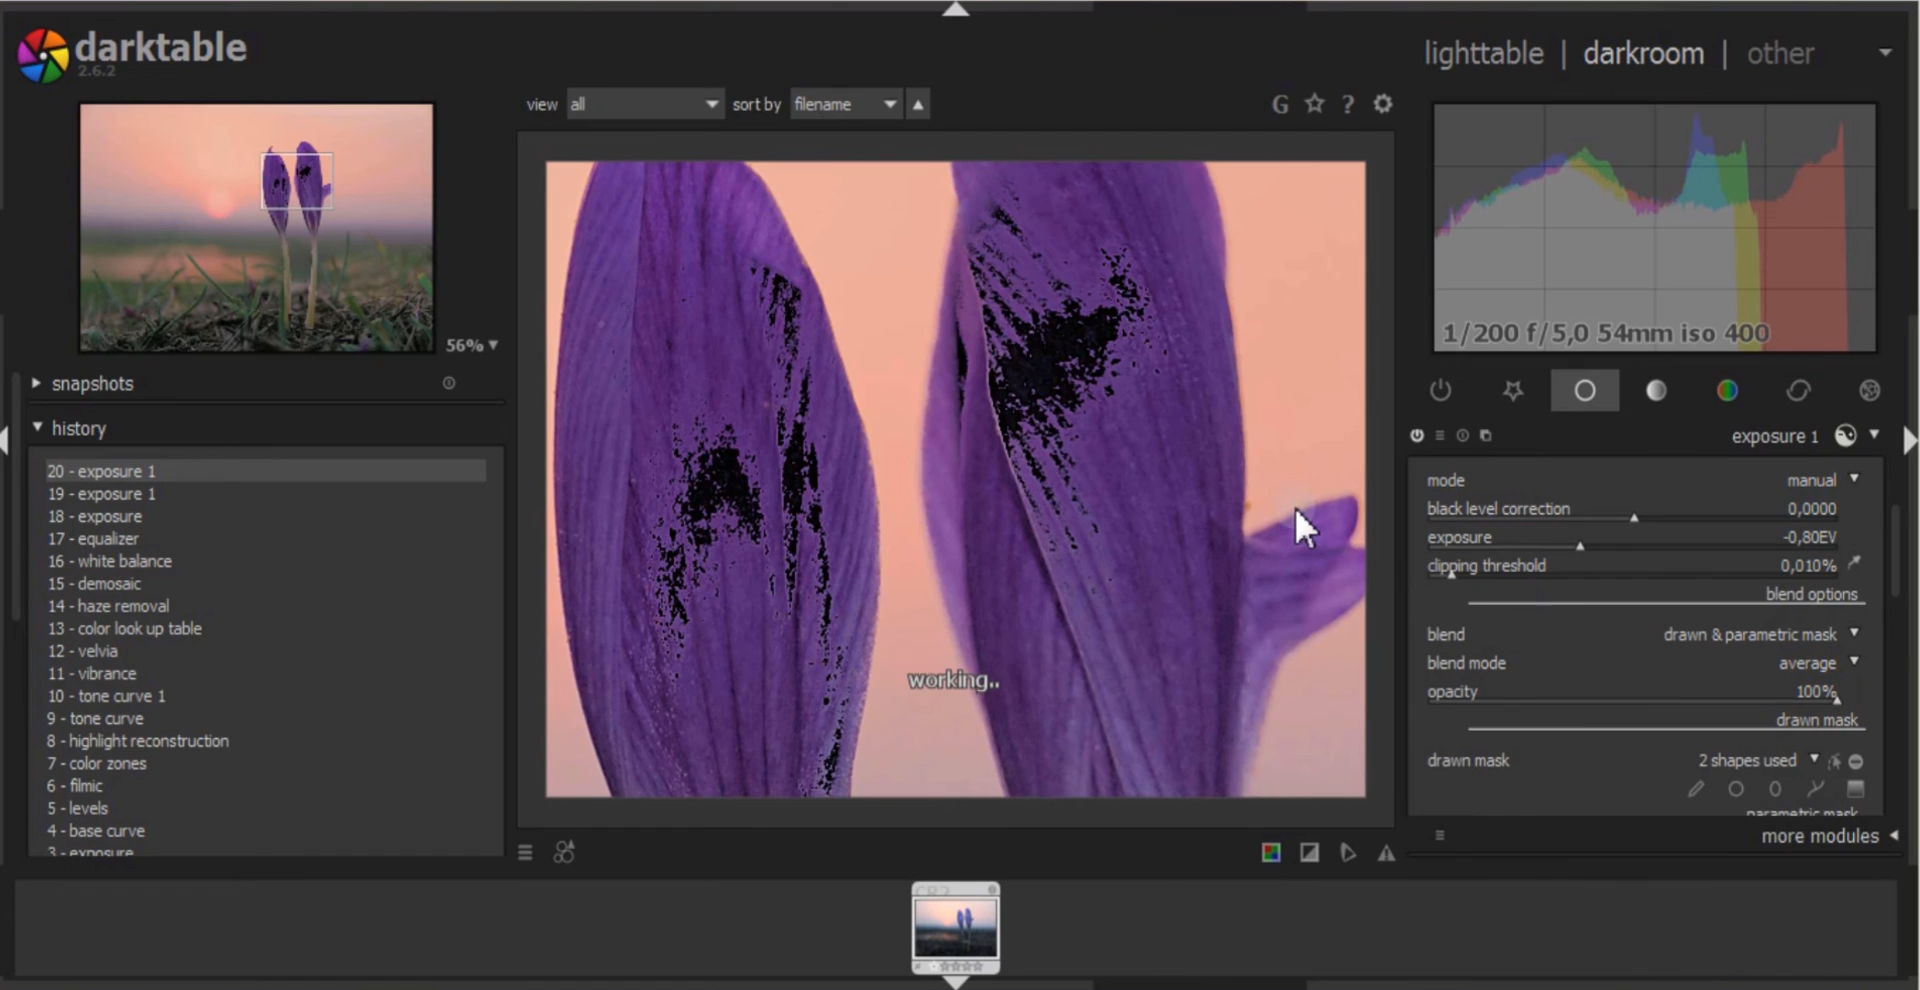 darktable
2.6.2
lighttable | darkroom | other
view all sort by filename
G ☆ ?
56%
1/200 f/5,0 54mm iso 400
snapshots
history
20 - exposure 1
19 - exposure 1
18 - exposure
17 - equalizer
16 - white balance
15 - demosaic
14 - haze removal
13 - color look up table
12 - velvia
11 - vibrance
10 - tone curve 1
9 - tone curve
8 - highlight reconstruction
7 - color zones
6 - filmic
5 - levels
4 - base curve
3 - exposure
working..
exposure 1
mode manual
black level correction 0,0000
exposure -0,80EV
clipping threshold 0,010%
blend options
blend drawn & parametric mask
blend mode average
opacity 100%
drawn mask
drawn mask 2 shapes used
parametric mask
more modules
CR2